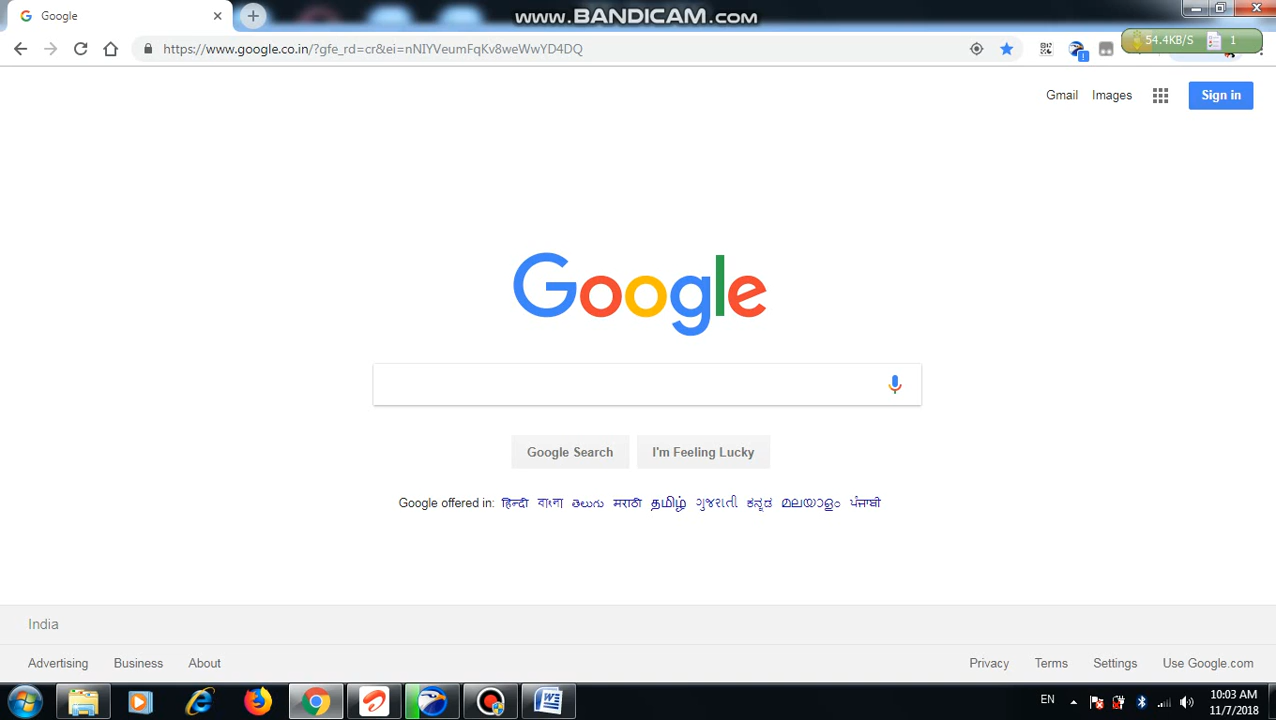 Google
www.BANDICAM.com
https://www.google.co.in/?gfe_rd=cr&ei=nNIYVeumFqKv8weWwYD4DQ
54.4KB/S 1
Gmail Images Sign in
Google
Google Search I'm Feeling Lucky
Google offered in: हिन्दी বাংলা తెలుగు मराठी தமிழ் ગુજરાતી ಕನ್ನಡ മലയാളം ਪੰਜਾਬੀ
India
Advertising Business About Privacy Terms Settings Use Google.com
EN 10:03 AM
11/7/2018